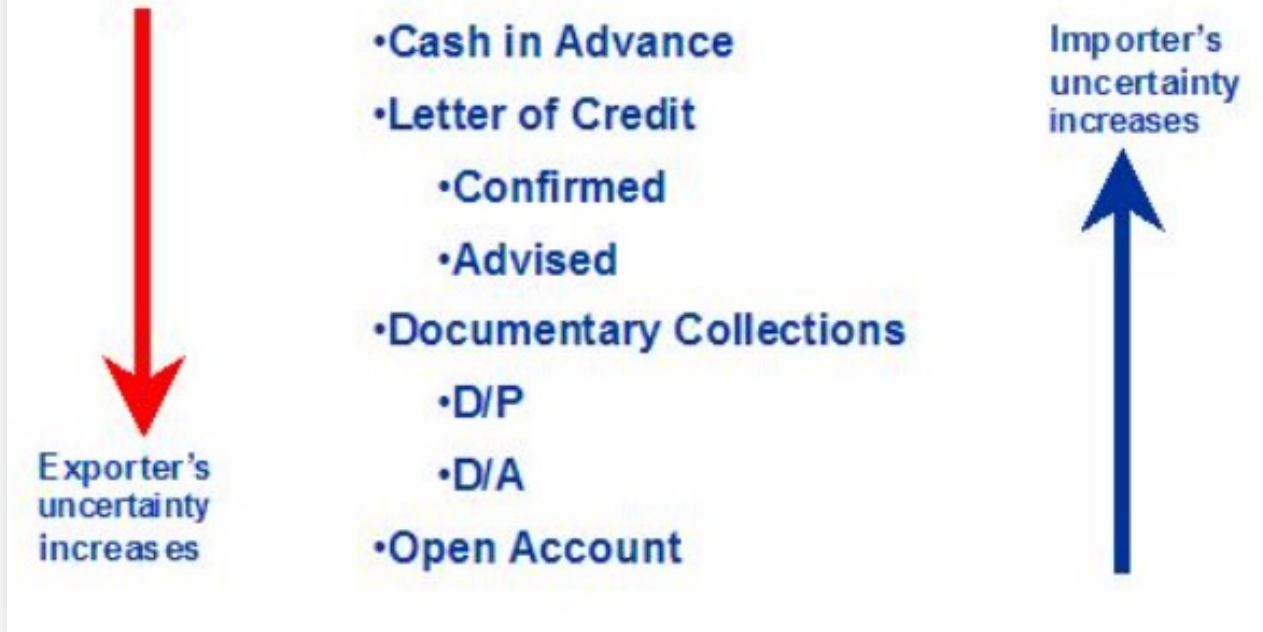 •Cash in Advance
•Letter of Credit
•Confirmed
•Advised
•Documentary Collections
•D/P
•D/A
•Open Account
Exporter's
uncertainty
increases
Importer's
uncertainty
increases